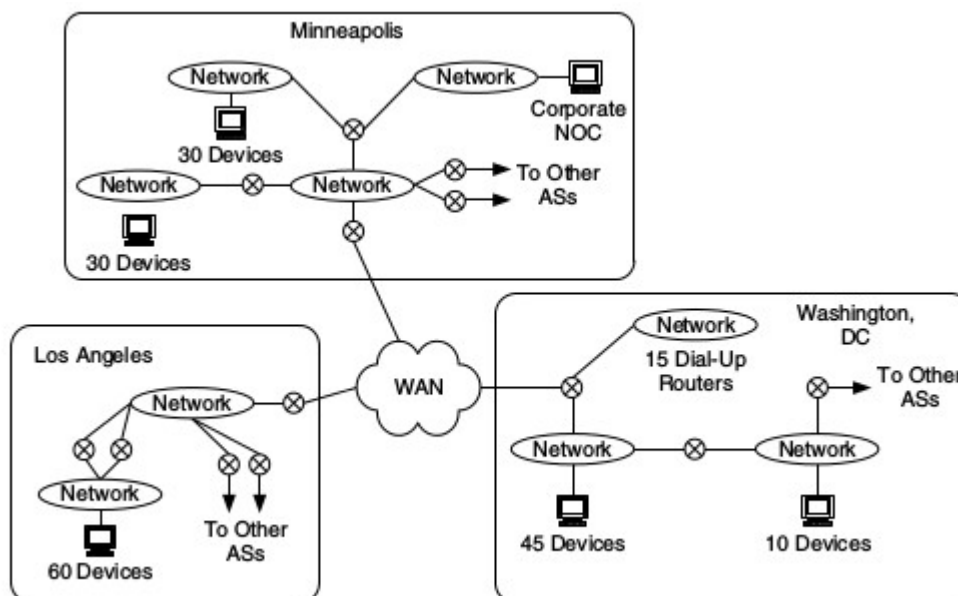 Minneapolis
Network
Network
Corporate
NOC
30 Devices
Network
Network
To Other
ASs
30 Devices
Los Angeles
Network
Network
60 Devices
To Other
ASs
WAN
Washington,
DC
Network
15 Dial-Up
Routers
To Other
ASs
Network
Network
45 Devices
10 Devices